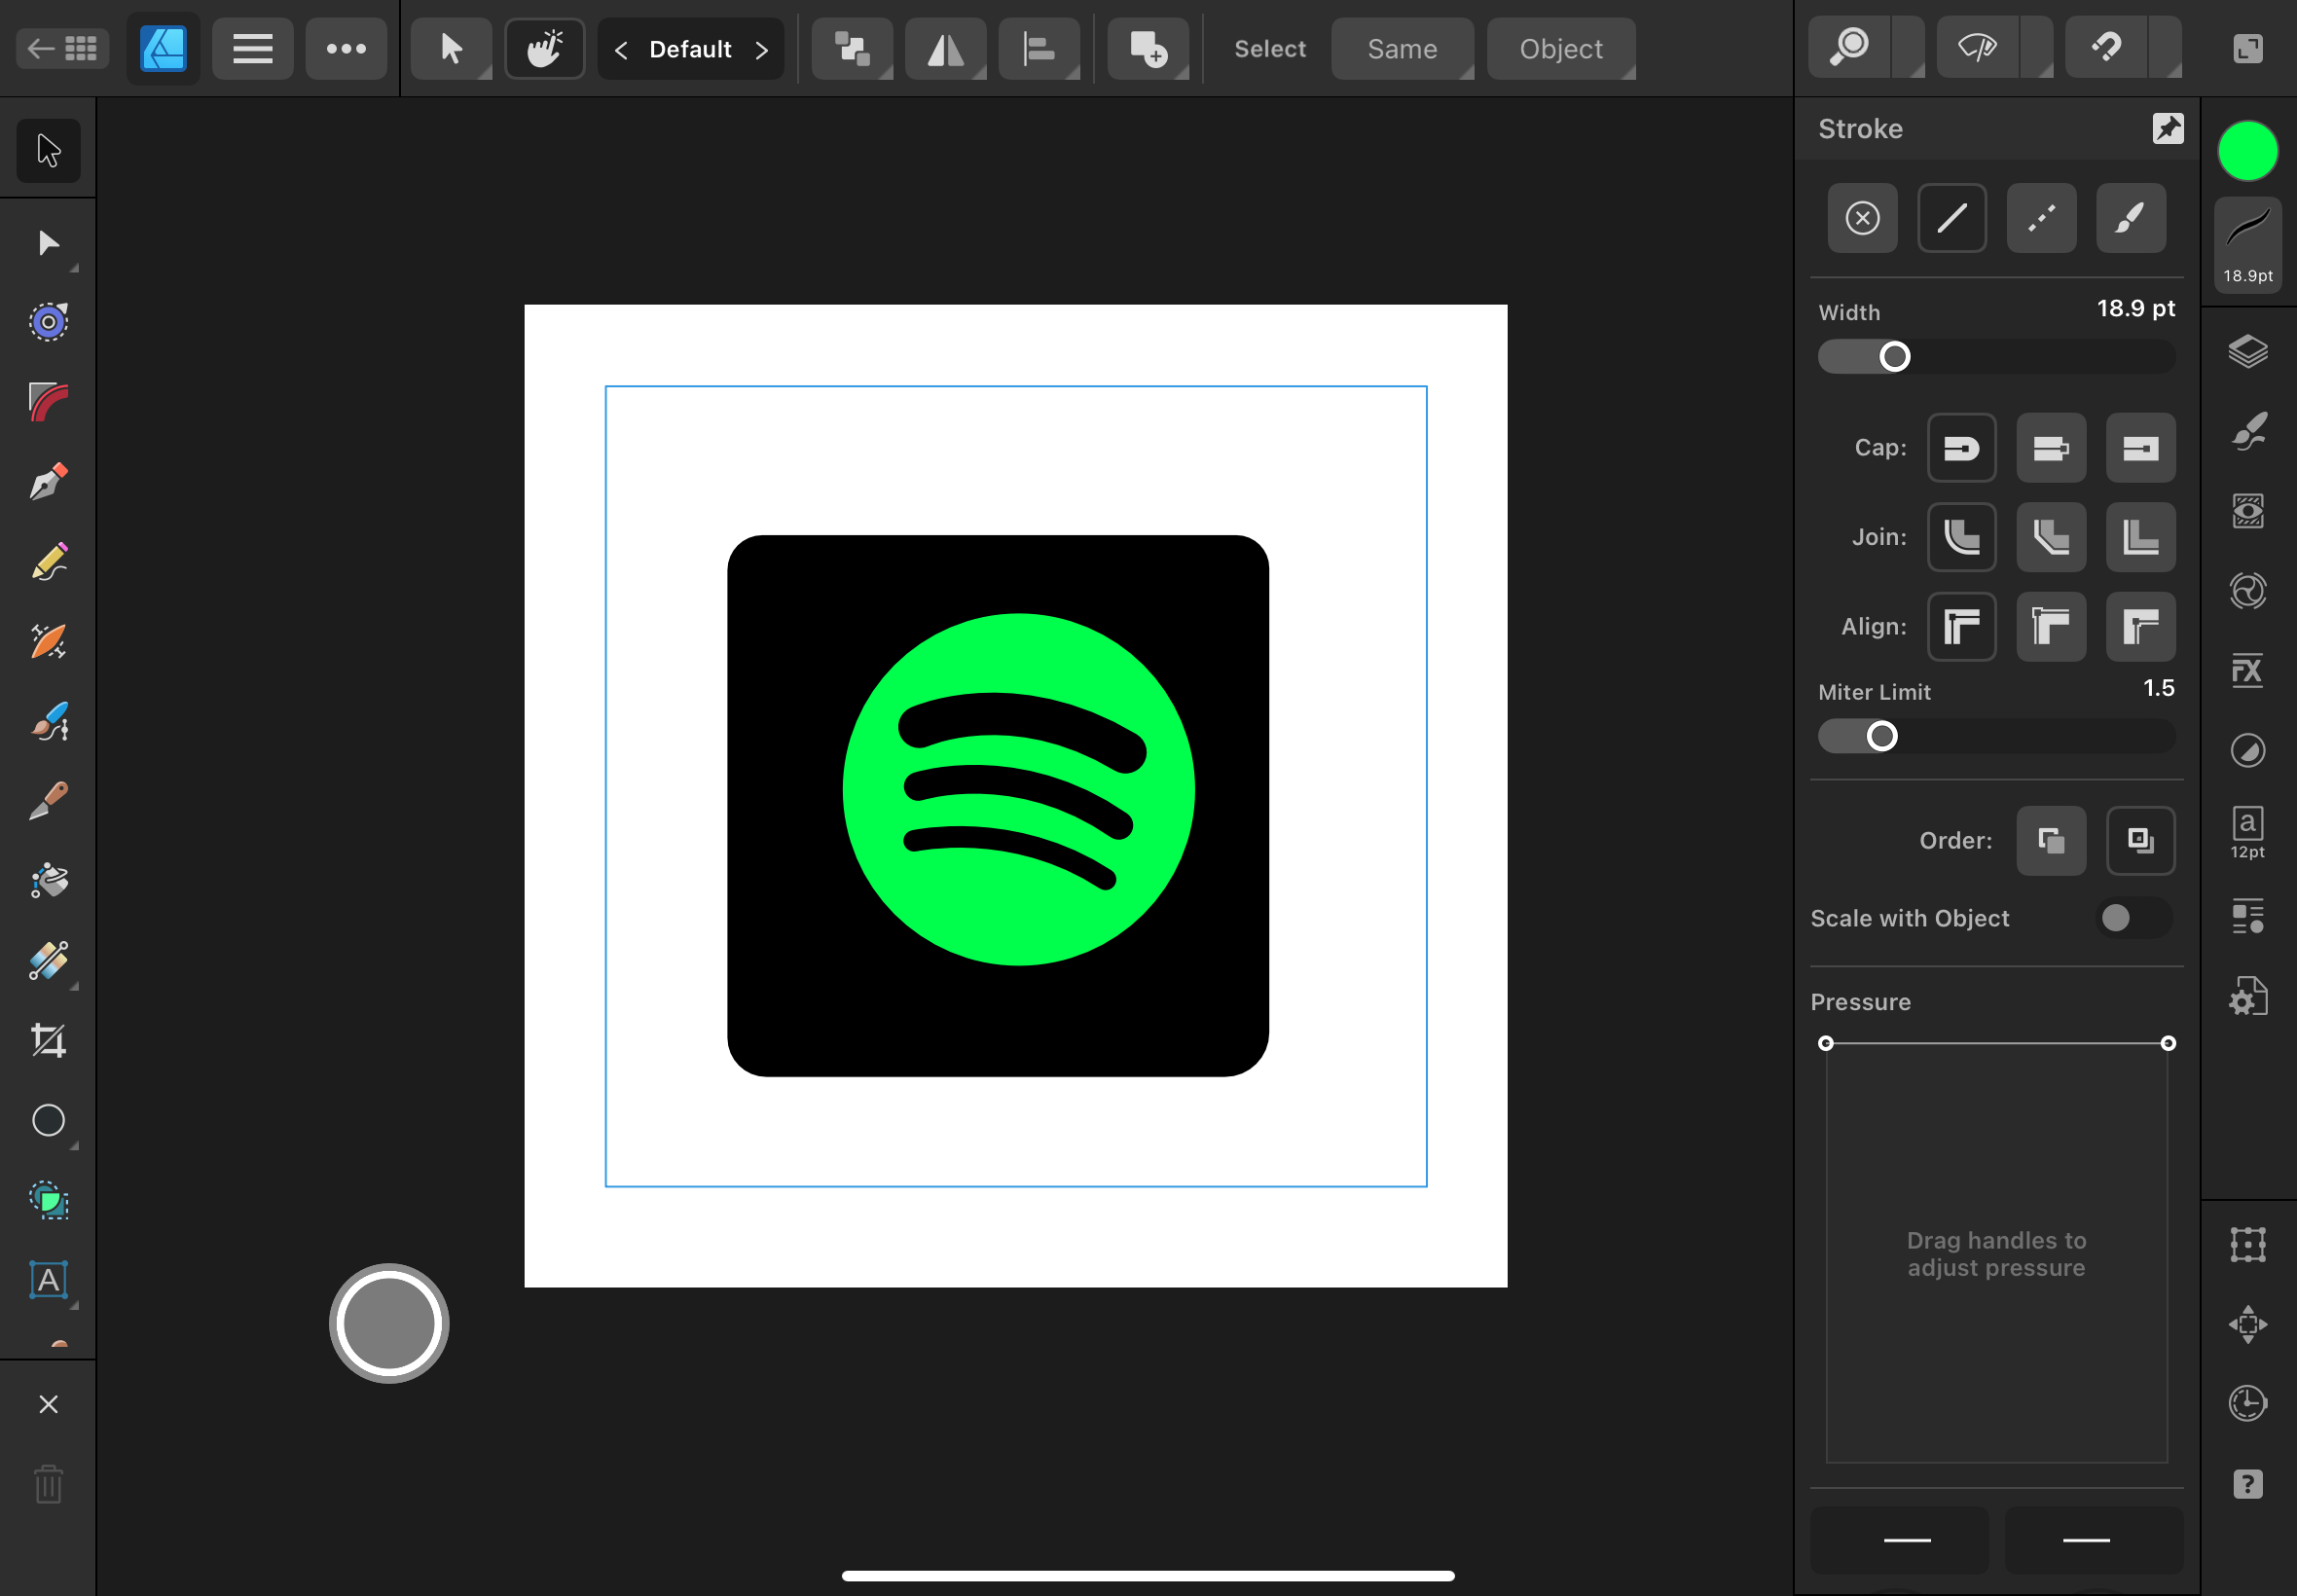 Default
Select
Same
Object
Stroke
18.9pt
Width
18.9 pt
Cap:
Join:
Align:
Miter Limit
1.5
Order:
a
12pt
Scale with Object
Pressure
Drag handles to
adjust pressure
FX
A
?